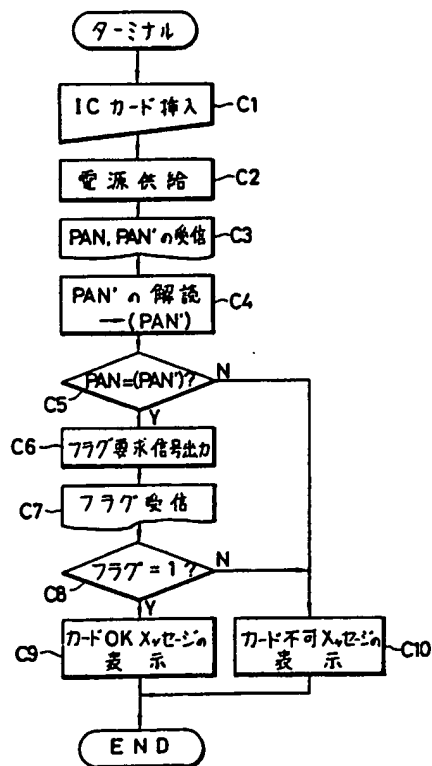 ターミナル
ICカード挿入
C1
電源供給
C2
PAN, PAN'の受信
C3
PAN'の解読
→(PAN')
C4
PAN=(PAN')?
N
C5
Y
C6
フラグ要求信号出力
C7
フラグ受信
フラグ=1?
N
C8
Y
C9
カードOKメッセージの
表示
カード不可メッセージの
表示
C10
END